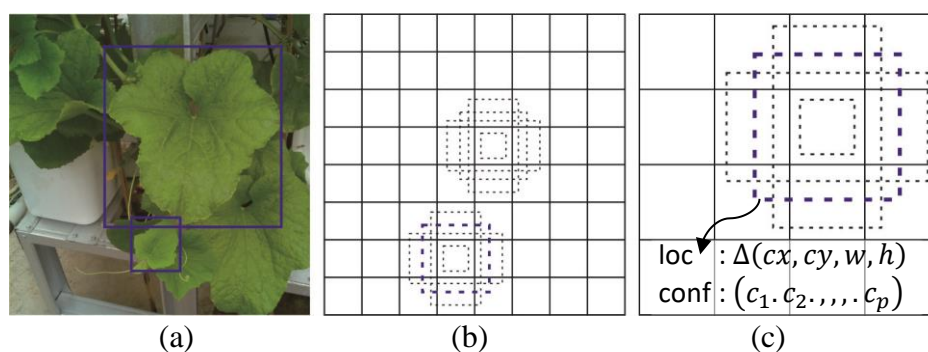 loc : Δ(cx, cy, w, h)
conf : (c₁. c₂. , , , . cₚ)
(a) (b) (c)